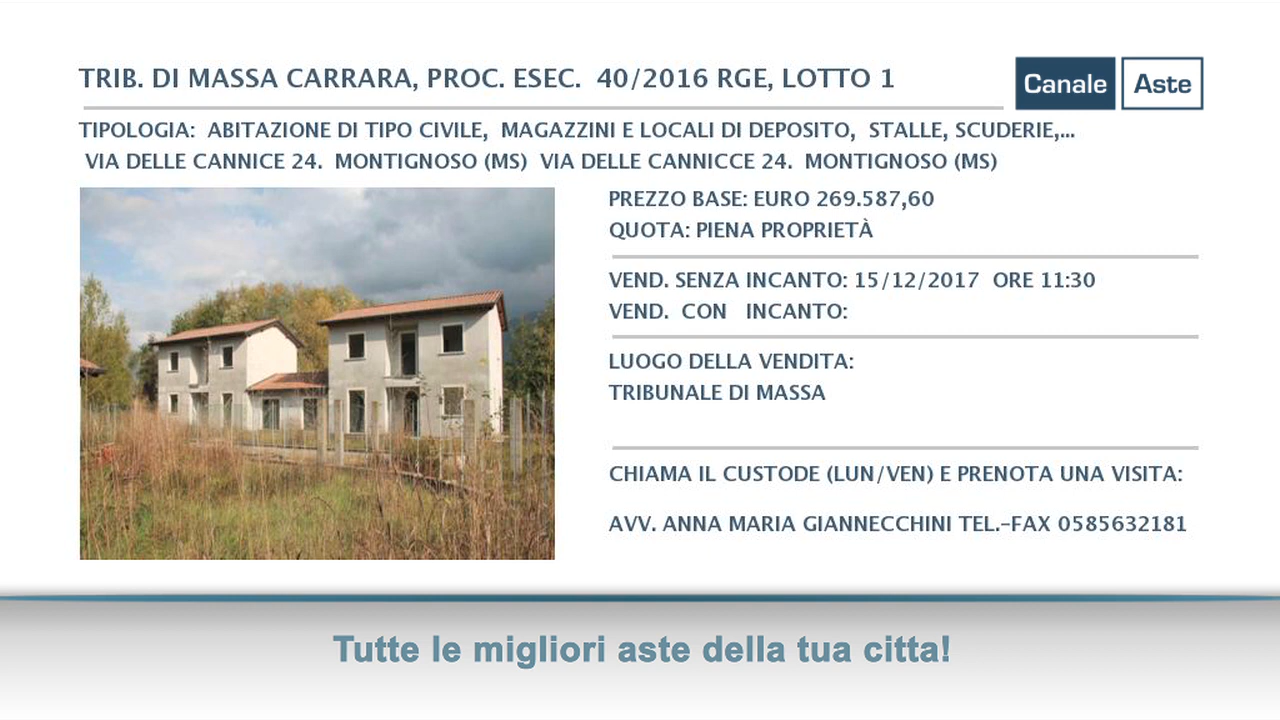 TRIB. DI MASSA CARRARA, PROC. ESEC.  40/2016 RGE, LOTTO 1
Canale Aste
TIPOLOGIA:  ABITAZIONE DI TIPO CIVILE,  MAGAZZINI E LOCALI DI DEPOSITO,  STALLE, SCUDERIE,...
VIA DELLE CANNICE 24.  MONTIGNOSO (MS)  VIA DELLE CANNICCE 24.  MONTIGNOSO (MS)
PREZZO BASE: EURO 269.587,60
QUOTA: PIENA PROPRIETÀ
VEND. SENZA INCANTO: 15/12/2017  ORE 11:30
VEND.  CON   INCANTO:
LUOGO DELLA VENDITA:
TRIBUNALE DI MASSA
CHIAMA IL CUSTODE (LUN/VEN) E PRENOTA UNA VISITA:
AVV. ANNA MARIA GIANNECCHINI TEL.-FAX 0585632181
Tutte le migliori aste della tua citta!